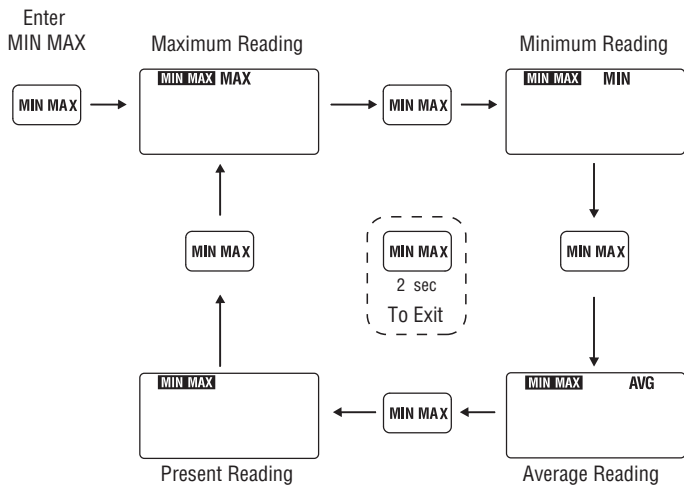 Enter
MIN MAX
Maximum Reading
Minimum Reading
MIN MAX
MIN MAX MAX
MIN MAX
MIN MAX MIN
MIN MAX
MIN MAX
2 sec
To Exit
MIN MAX
MIN MAX
MIN MAX
MIN MAX AVG
Present Reading
Average Reading